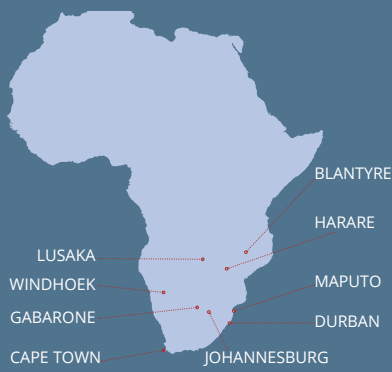 BLANTYRE
HARARE
LUSAKA
WINDHOEK
MAPUTO
GABARONE
DURBAN
CAPE TOWN
JOHANNESBURG